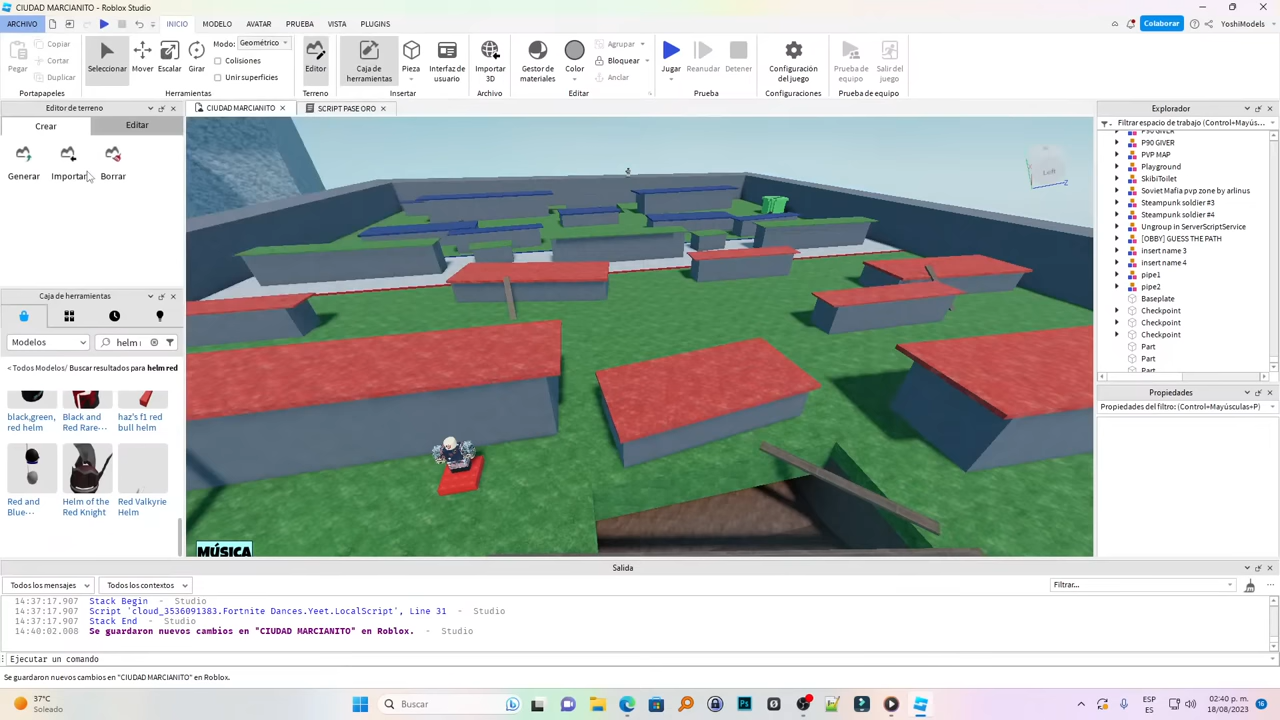 CIUDAD MARCIANITO - Roblox Studio
ARCHIVO INICIO MODELO AVATAR PRUEBA VISTA PLUGINS Colaborar YoshiModels
Copiar Modo: Geométrico Agrupar
Cortar Colisiones Bloquear
Pegar Duplicar Seleccionar Mover Escalar Girar Unir superficies Editor Caja de herramientas Pieza Interfaz de usuario Importar 3D Gestor de materiales Color Anclar Jugar Reanudar Detener Configuración del juego Prueba de equipo Salir del juego
Portapapeles Herramientas Terreno Insertar Archivo Editar Prueba Configuraciones Prueba de equipo
Editor de terreno CIUDAD MARCIANITO SCRIPT PASE ORO Explorador
Crear Editar
Generar Importar Borrar
Filtrar espacio de trabajo (Control+Mayús...
P90 GIVER
P90 GIVER
PVP MAP
Playground
SkibiToilet
Soviet Mafia pvp zone by arlinus
Steampunk soldier #3
Steampunk soldier #4
Ungroup in ServerScriptService
[OBBY] GUESS THE PATH
insert name 3
insert name 4
pipe1
pipe2
Baseplate
Checkpoint
Checkpoint
Checkpoint
Part
Part
Part
Left
Z
Caja de herramientas
Modelos helm
< Todos Modelos/ Buscar resultados para helm red
black,green, red helm
Black and Red Rare...
haz's f1 red bull helm
Red and Blue...
Helm of the Red Knight
Red Valkyrie Helm
Propiedades
Propiedades del filtro: (Control+Mayúsculas+P)
MÚSICA
Salida
Todos los mensajes Todos los contextos Filtrar...
14:37:17.907 Stack Begin - Studio
14:37:17.907 Script 'cloud_3536091383.Fortnite Dances.Yeet.LocalScript', Line 31 - Studio
14:37:17.907 Stack End - Studio
14:40:02.008 Se guardaron nuevos cambios en "CIUDAD MARCIANITO" en Roblox. - Studio
Ejecutar un comando
Se guardaron nuevos cambios en "CIUDAD MARCIANITO" en Roblox.
37°C
Soleado
Buscar
Ps
ESP
ES
02:40 p. m.
18/08/2023
16